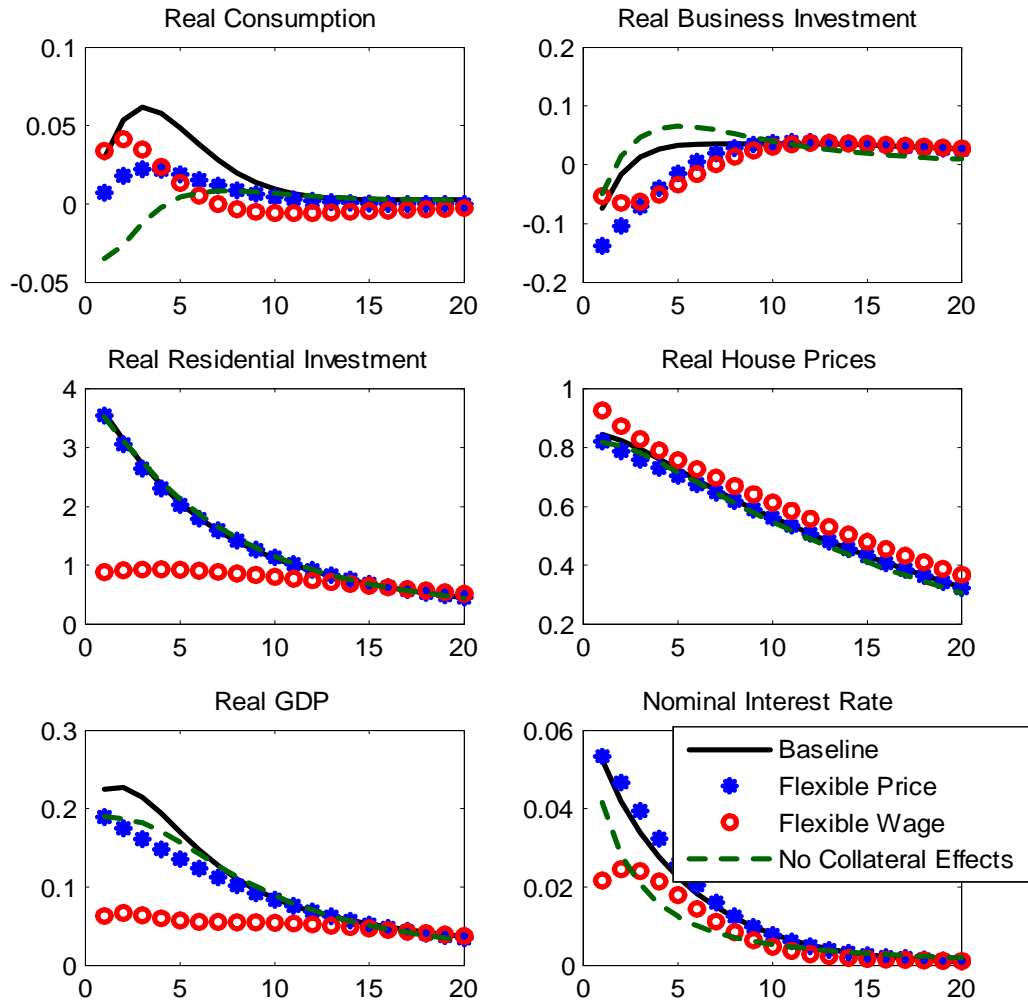 Real Consumption
0.1
0.05
0
-0.05
0 5 10 15 20
Real Business Investment
0.2
0.1
0
-0.1
-0.2
0 5 10 15 20
Real Residential Investment
4
3
2
1
0
0 5 10 15 20
Real House Prices
1
0.8
0.6
0.4
0.2
0 5 10 15 20
Real GDP
0.3
0.2
0.1
0
0 5 10 15 20
Nominal Interest Rate
0.06
0.04
0.02
0
0 5 10 15 20
Baseline
Flexible Price
Flexible Wage
No Collateral Effects